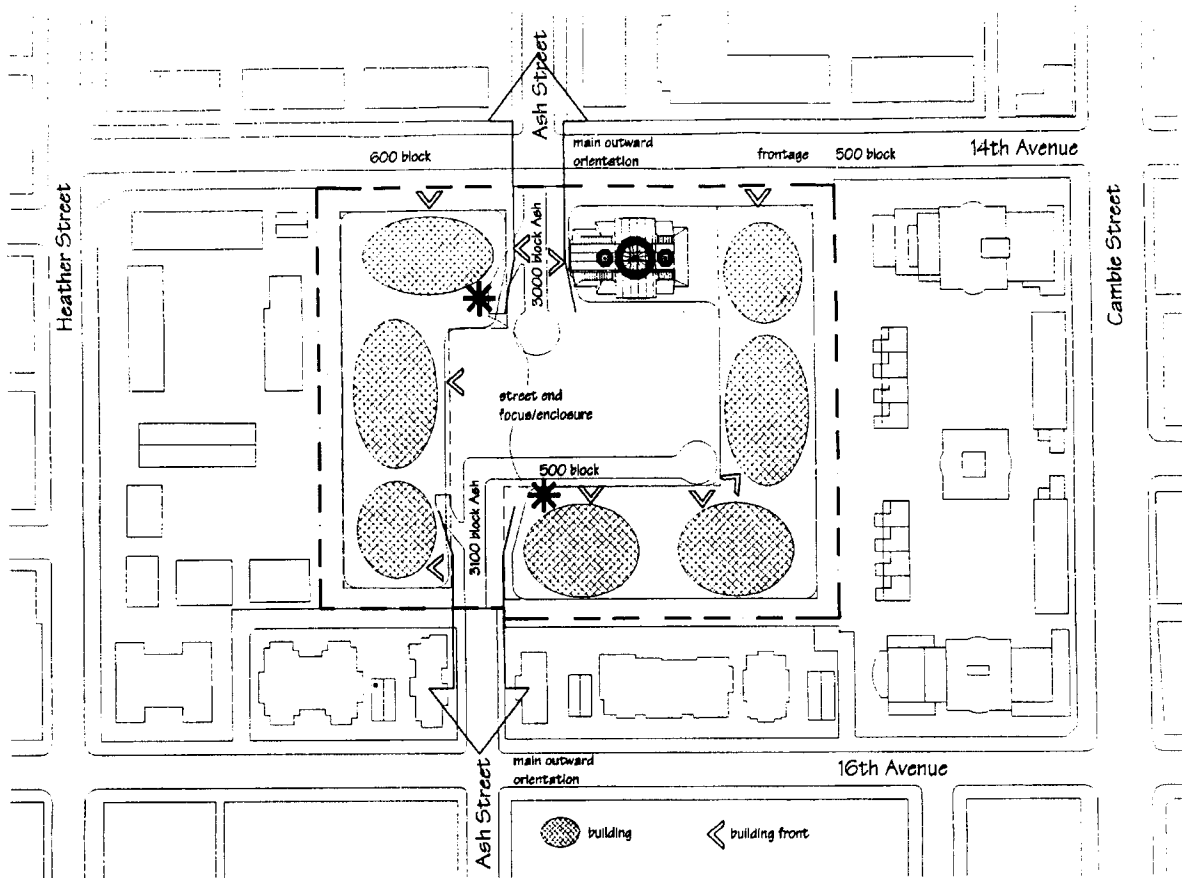 Ash Street
main outward
orientation
600 block
frontage 500 block
14th Avenue
Heather Street
Cambie Street
3000 block Ash
street end
focus/enclosure
500 block
3100 block Ash
main outward
orientation
16th Avenue
Ash Street
building
building front